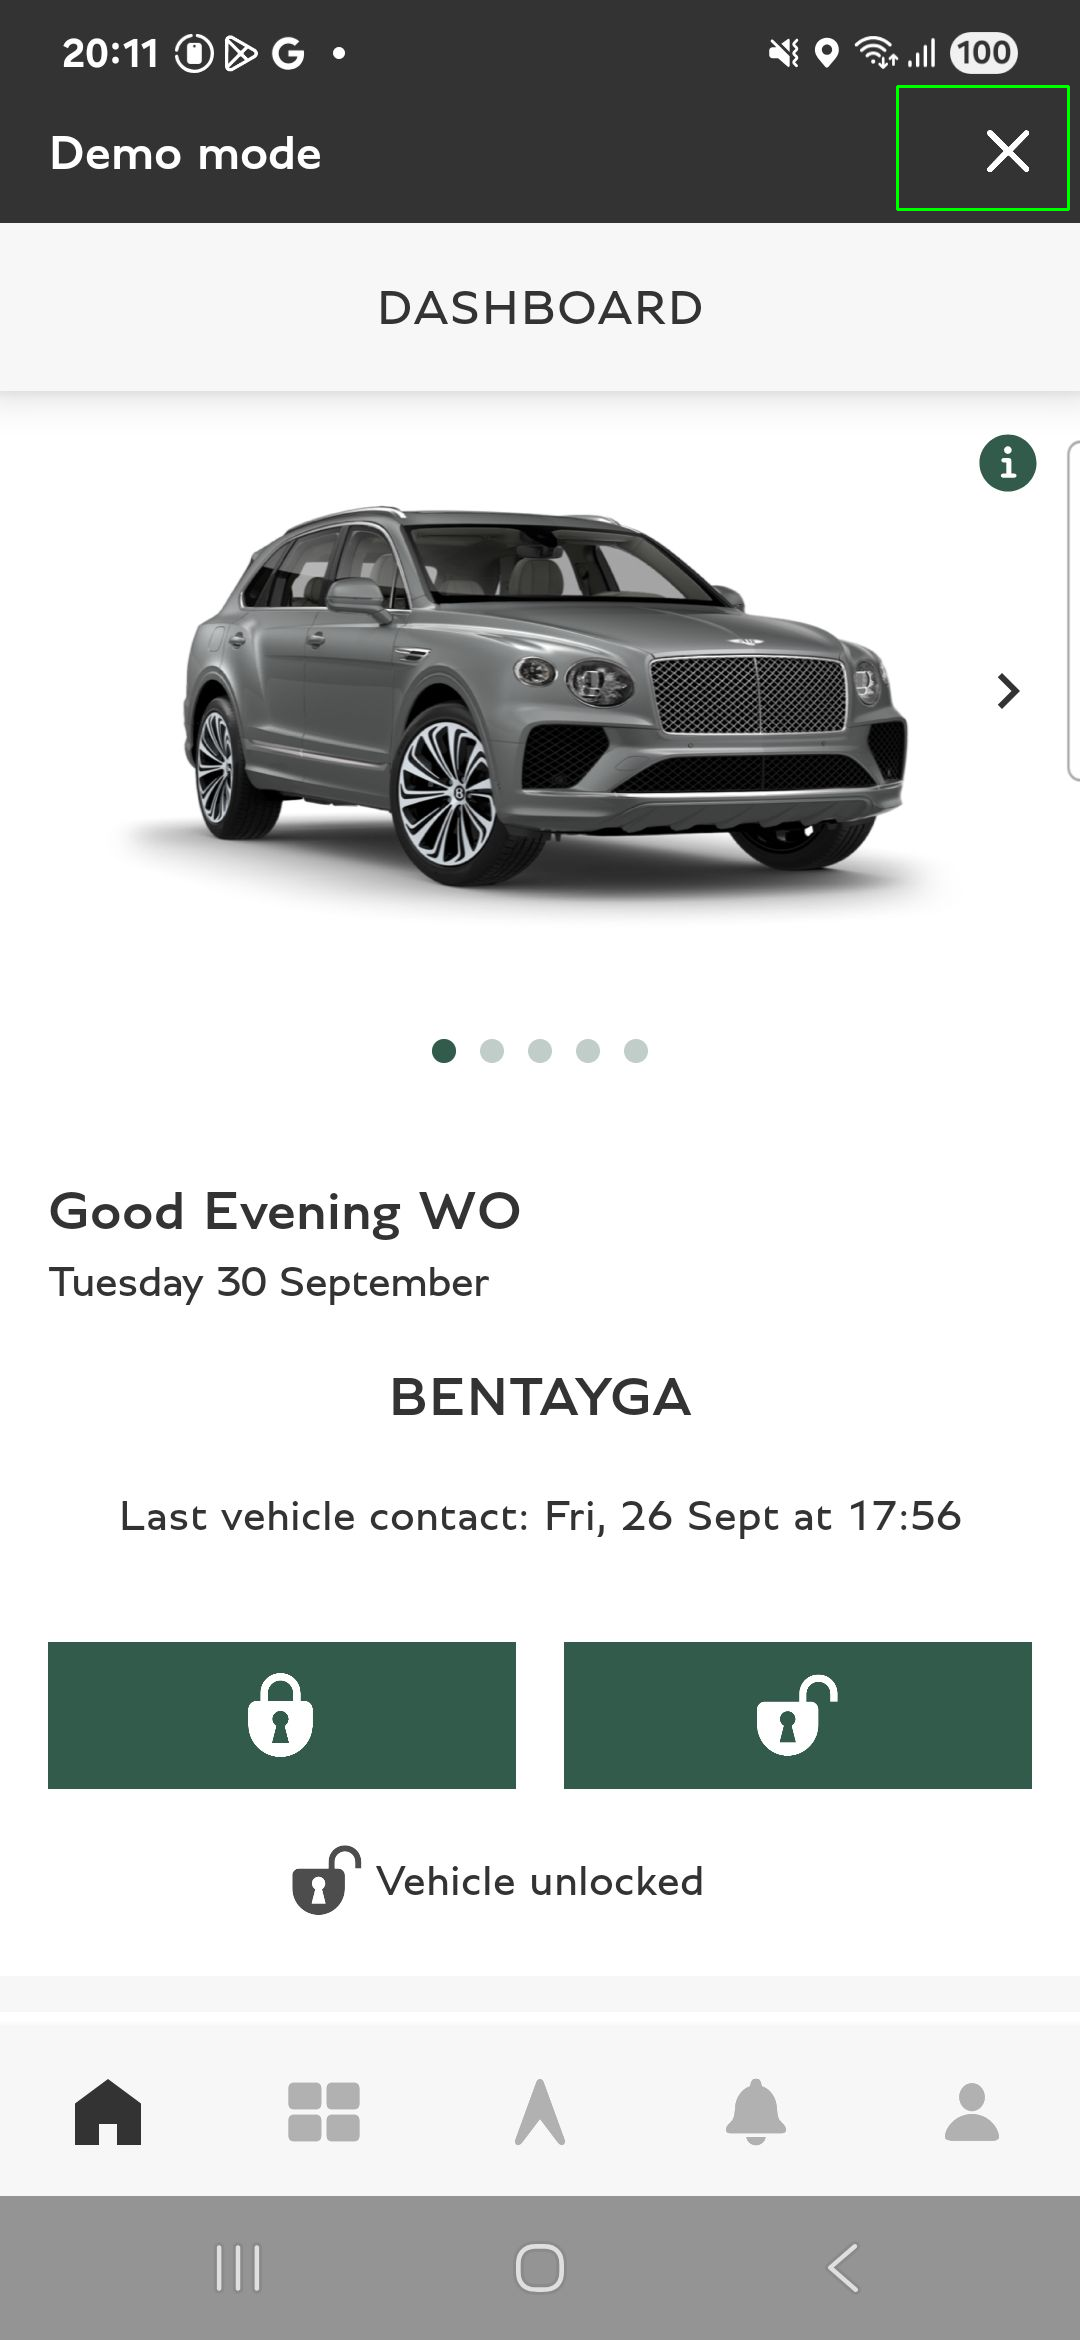 20:11
100
Demo mode
DASHBOARD
Good Evening WO
Tuesday 30 September
BENTAYGA
Last vehicle contact: Fri, 26 Sept at 17:56
Vehicle unlocked